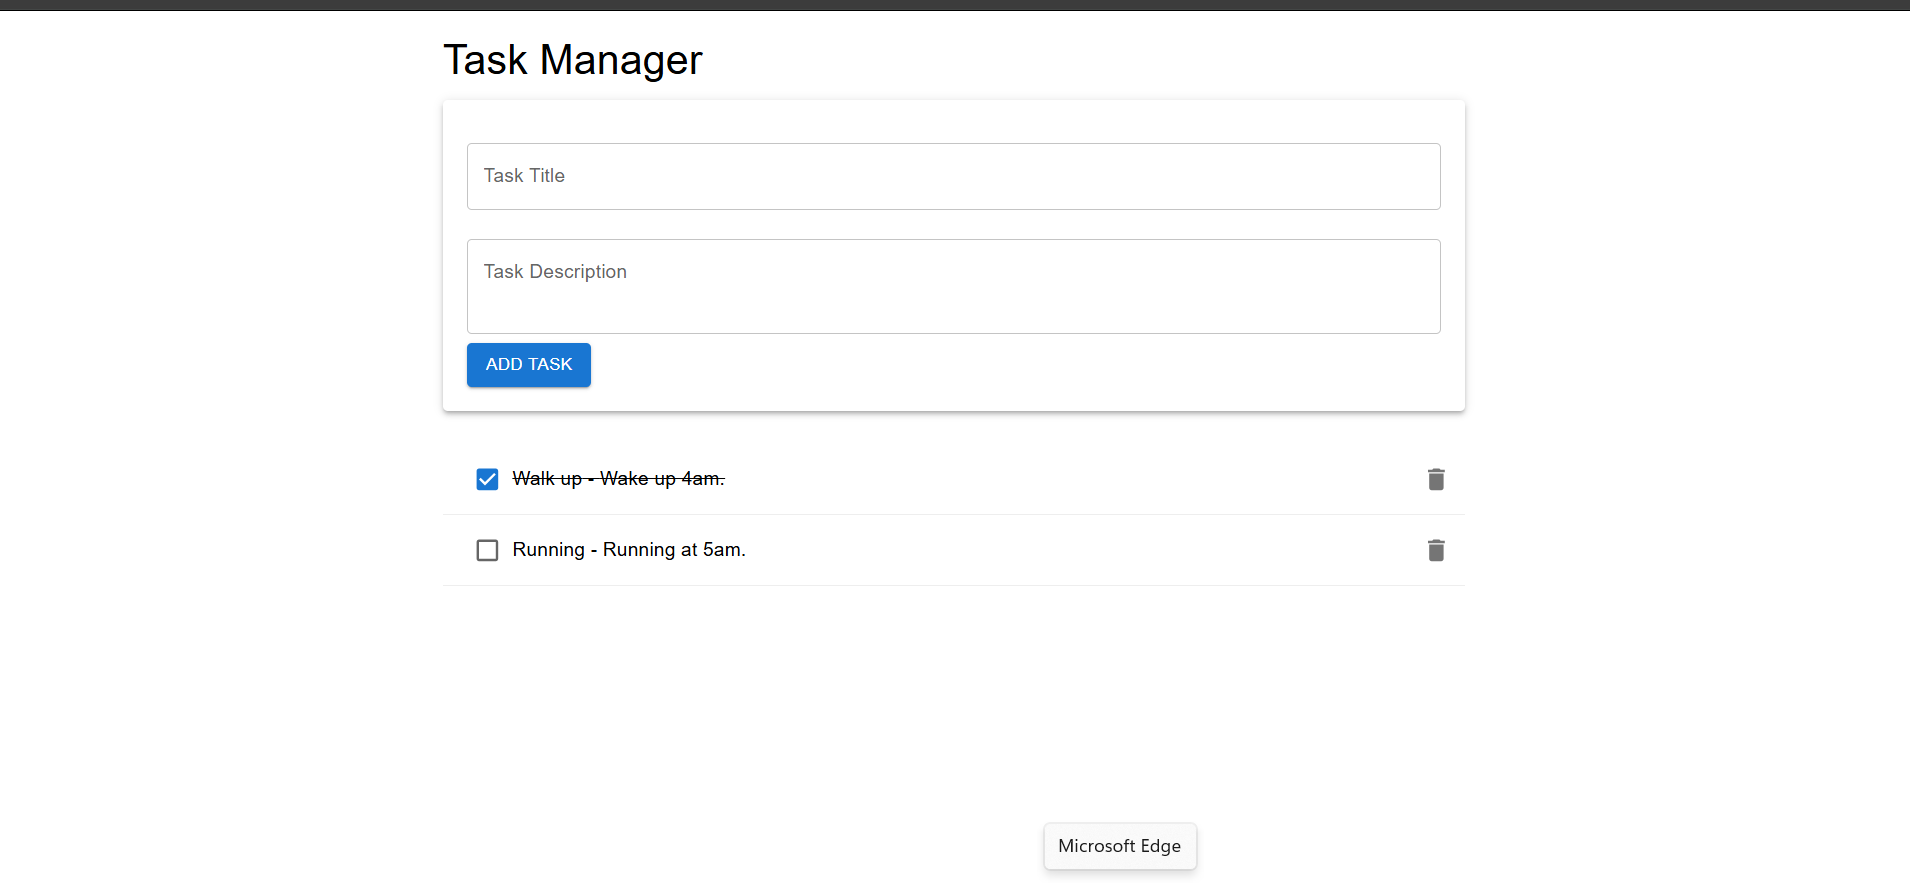 Task Manager
Task Title
Task Description
ADD TASK
Walk up - Wake up 4am.
Running - Running at 5am.
Microsoft Edge